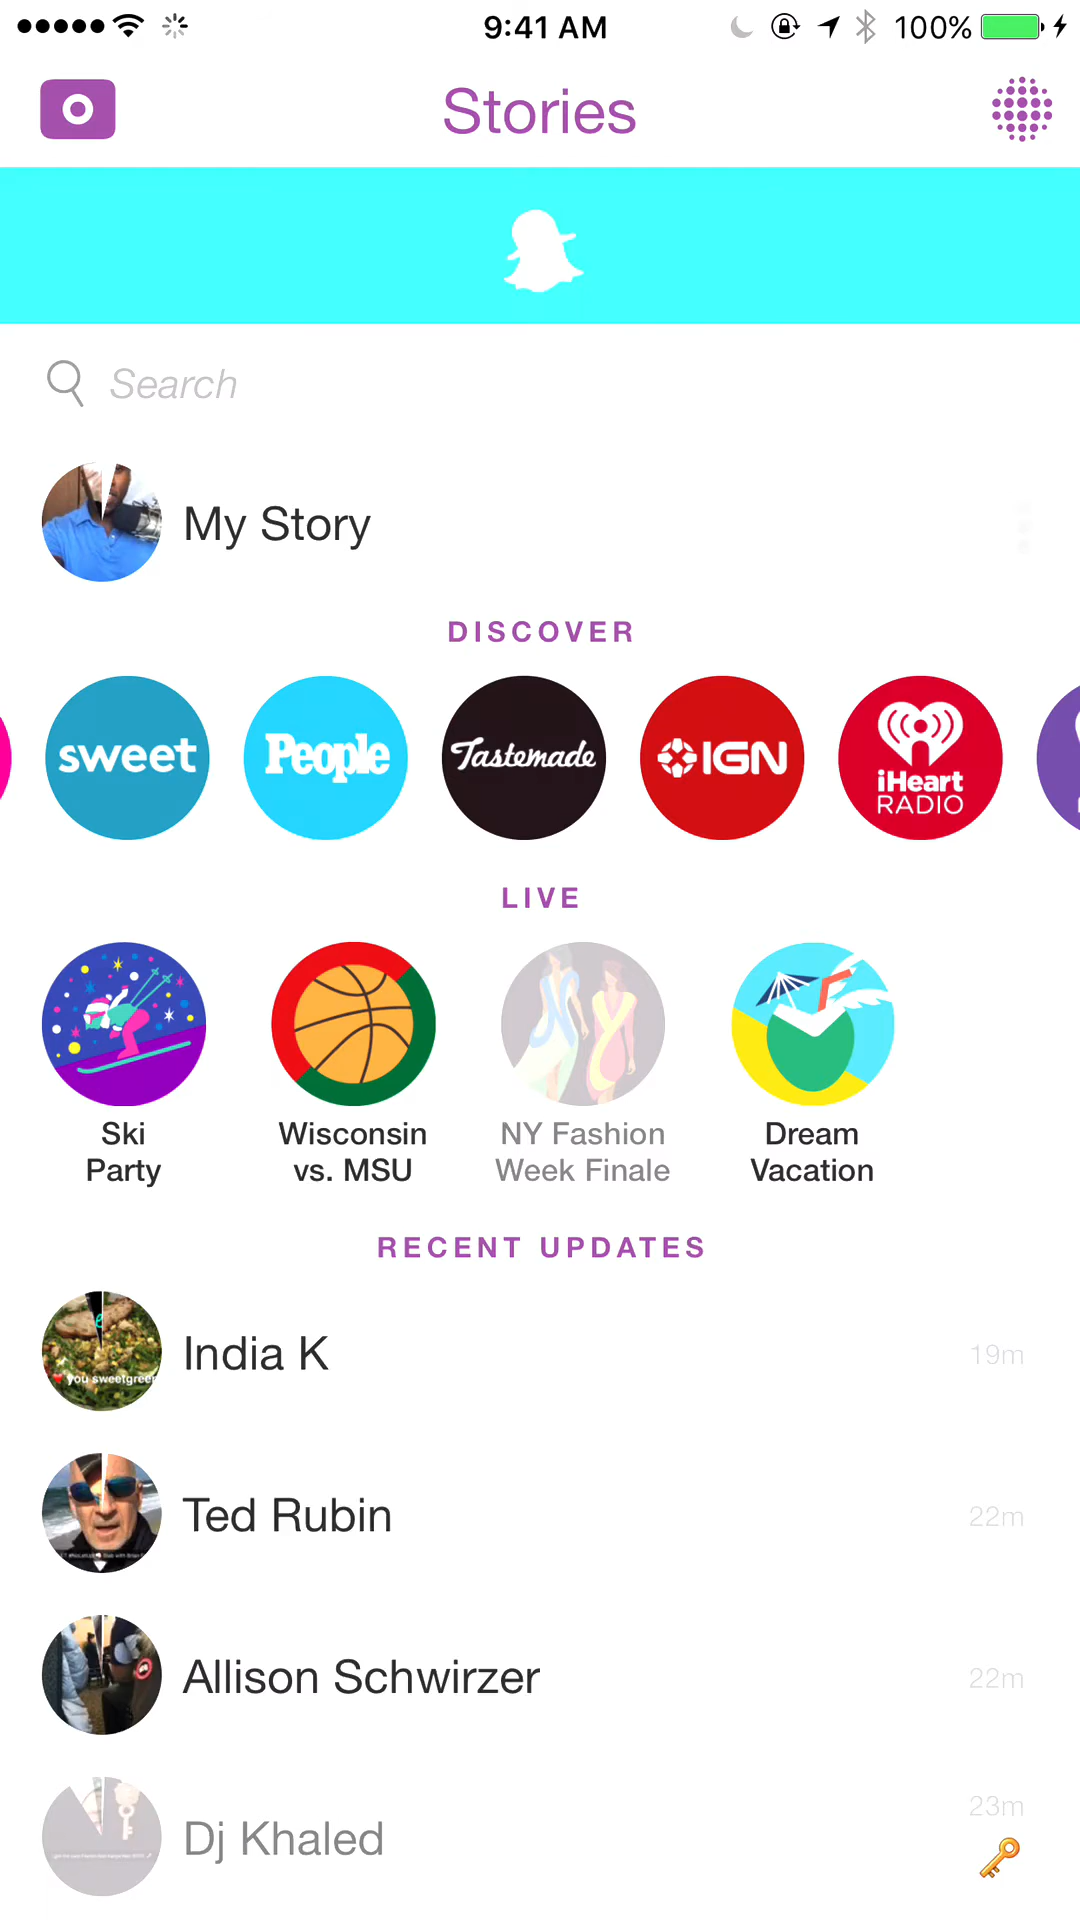 9:41 AM
100%
Stories
Search
My Story
DISCOVER
sweet
People
Tastemade
IGN
iHeart
RADIO
LIVE
Ski
Party
Wisconsin
vs. MSU
NY Fashion
Week Finale
Dream
Vacation
RECENT UPDATES
India K
19m
you sweetgreen
Ted Rubin
22m
Allison Schwirzer
22m
Dj Khaled
23m